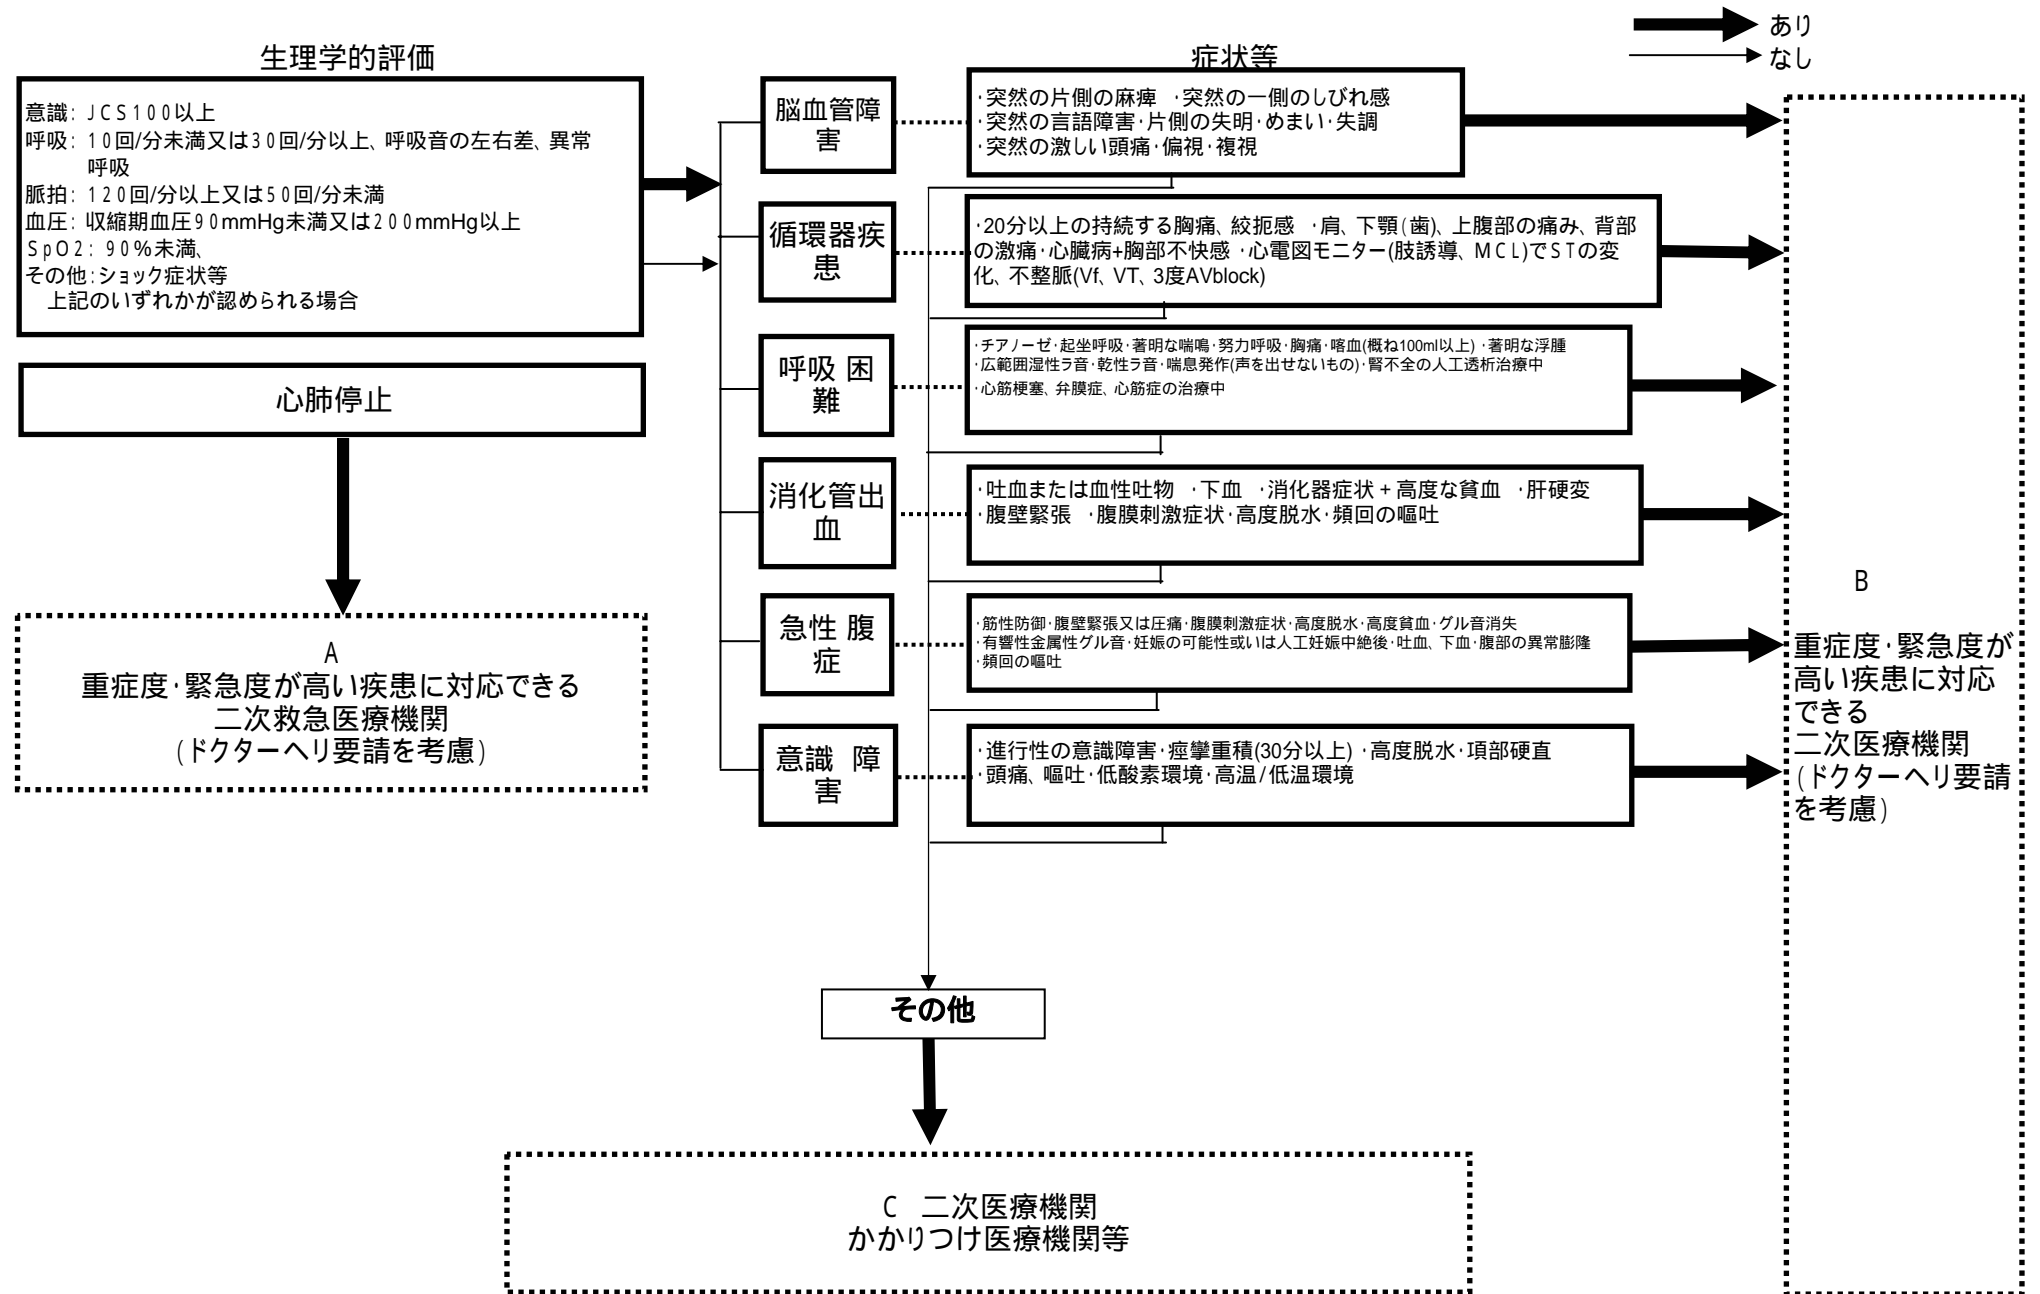 あり
なし
生理学的評価
意識: JCS100以上
呼吸: 10回/分未満又は30回/分以上、呼吸音の左右差、異常
呼吸
脈拍: 120回/分以上又は50回/分未満
血圧: 収縮期血圧90mmHg未満又は200mmHg以上
SpO2: 90%未満、
その他:ショック症状等
上記のいずれかが認められる場合
心肺停止
A
重症度・緊急度が高い疾患に対応できる
二次救急医療機関
(ドクターヘリ要請を考慮)
症状等
脳血管障
害
・突然の片側の麻痺 ・突然の一側のしびれ感
・突然の言語障害・片側の失明・めまい・失調
・突然の激しい頭痛・偏視・複視
循環器疾
患
・20分以上の持続する胸痛、絞扼感 ・肩、下顎(歯)、上腹部の痛み、背部
の激痛・心臓病+胸部不快感 ・心電図モニター(肢誘導、MCL)でSTの変
化、不整脈(Vf、VT、3度AVblock)
呼吸 困
難
・チアノーゼ・起坐呼吸・著明な喘鳴・努力呼吸・胸痛・喀血(概ね100ml以上)・著明な浮腫
・広範囲湿性ラ音・乾性ラ音・喘息発作(声を出せないもの)・腎不全の人工透析治療中
・心筋梗塞、弁膜症、心筋症の治療中
消化管出
血
・吐血または血性吐物 ・下血 ・消化器症状+高度な貧血 ・肝硬変
・腹壁緊張 ・腹膜刺激症状・高度脱水・頻回の嘔吐
急性 腹
症
・筋性防御・腹壁緊張又は圧痛・腹膜刺激症状・高度脱水・高度貧血・グル音消失
・有響性金属性グル音・妊娠の可能性或いは人工妊娠中絶後・吐血、下血・腹部の異常膨隆
・頻回の嘔吐
意識 障
害
・進行性の意識障害・痙攣重積(30分以上) ・高度脱水・項部硬直
・頭痛、嘔吐・低酸素環境・高温/低温環境
B
重症度・緊急度が
高い疾患に対応
できる
二次医療機関
(ドクターヘリ要請
を考慮)
その他
C 二次医療機関
かかりつけ医療機関等